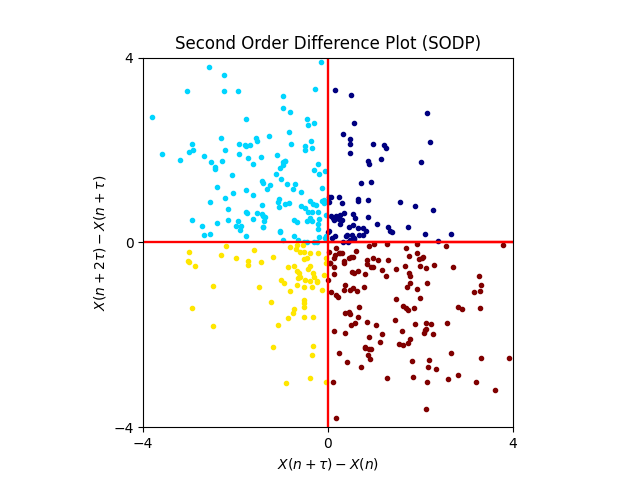 Second Order Difference Plot (SODP)
4
0
−4
X(n + 2τ) − X(n + τ)
−4 0 4
X(n + τ) − X(n)